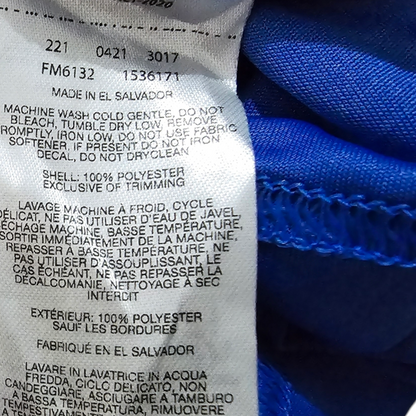 2020
221 0421 3017
FM6132 1536171
MADE IN EL SALVADOR
MACHINE WASH COLD GENTLE, DO NOT
BLEACH, TUMBLE DRY LOW, REMOVE
PROMPTLY, IRON LOW, DO NOT USE FABRIC
SOFTENER, IF PRESENT DO NOT IRON
DECAL, DO NOT DRYCLEAN
SHELL: 100% POLYESTER
EXCLUSIVE OF TRIMMING
LAVAGE MACHINE À FROID, CYCLE
DÉLICAT, NE PAS UTILISER D'EAU DE JAVEL,
SÉCHAGE MACHINE, BASSE TEMPÉRATURE,
SORTIR IMMÉDIATEMENT DE LA MACHINE,
REPASSER À BASSE TEMPÉRATURE, NE
PAS UTILISER D'ASSOUPLISSANT, LE
CAS ÉCHÉANT, NE PAS REPASSER LA
DÉCALCOMANIE, NETTOYAGE À SEC
INTERDIT
EXTÉRIEUR: 100% POLYESTER
SAUF LES BORDURES
FABRIQUÉ EN EL SALVADOR
LAVARE IN LAVATRICE IN ACQUA
FREDDA, CICLO DELICATO, NON
CANDEGGIARE, ASCIUGARE A TAMBURO
A BASSA TEMPERATURA, RIMUOVERE
TEMPESTIVAMENTE